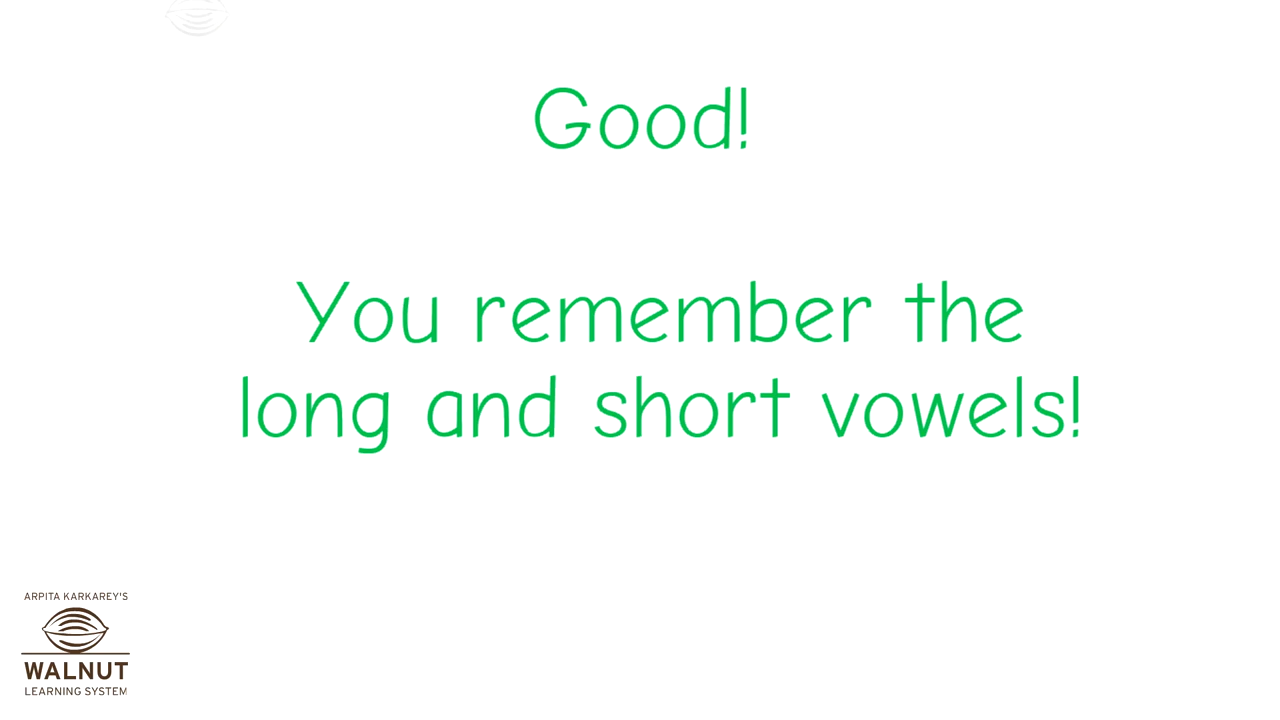 Good!
You remember the
long and short vowels!
ARPITA KARKAREY'S
WALNUT
LEARNING SYSTEM